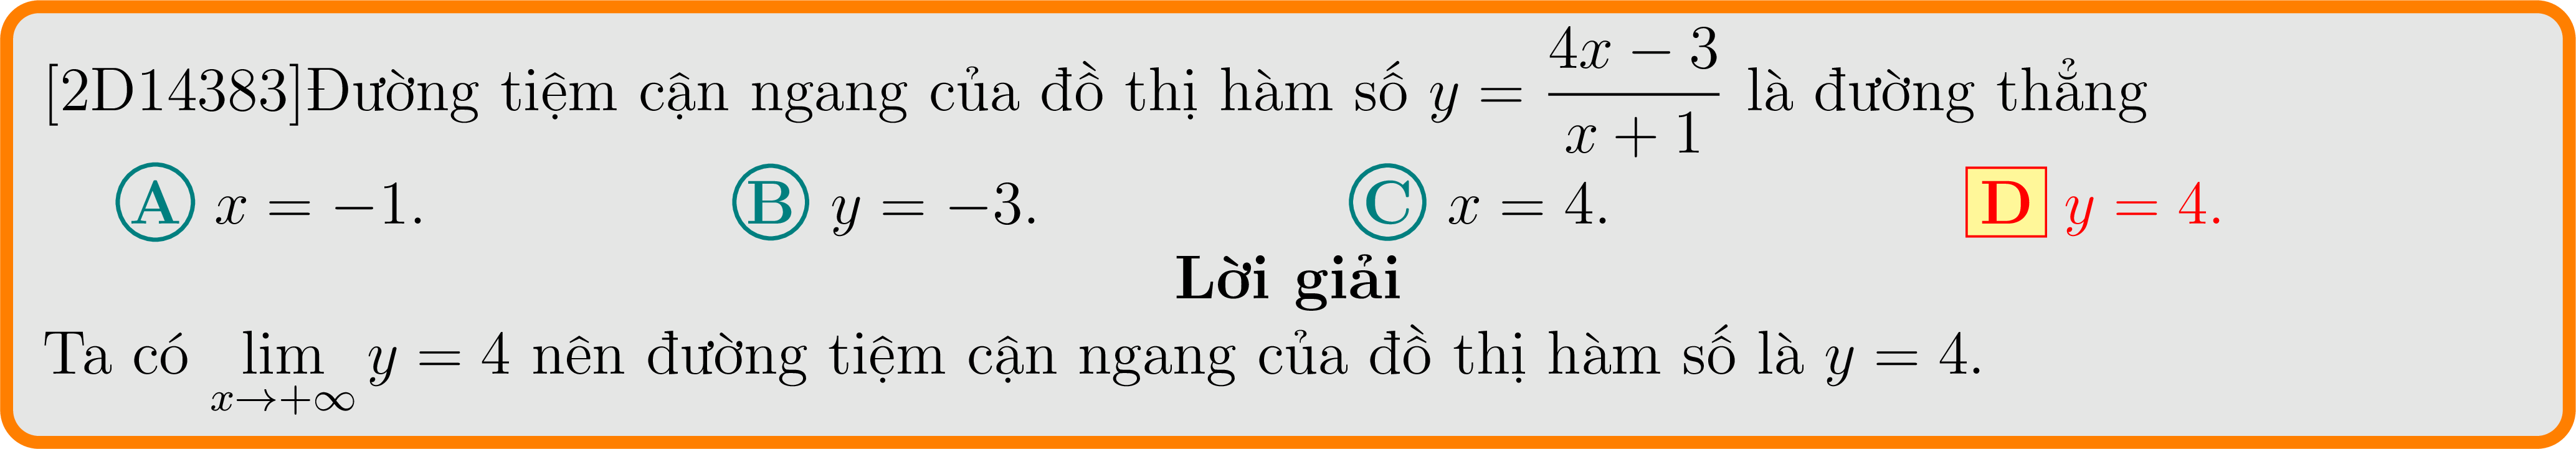 [2D14383]Đường tiệm cận ngang của đồ thị hàm số $y = \dfrac{4x - 3}{x + 1}$ là đường thẳng
A x = −1. B y = −3. C x = 4. D y = 4.
Lời giải
Ta có $\lim\limits_{x \to +\infty} y = 4$ nên đường tiệm cận ngang của đồ thị hàm số là y = 4.